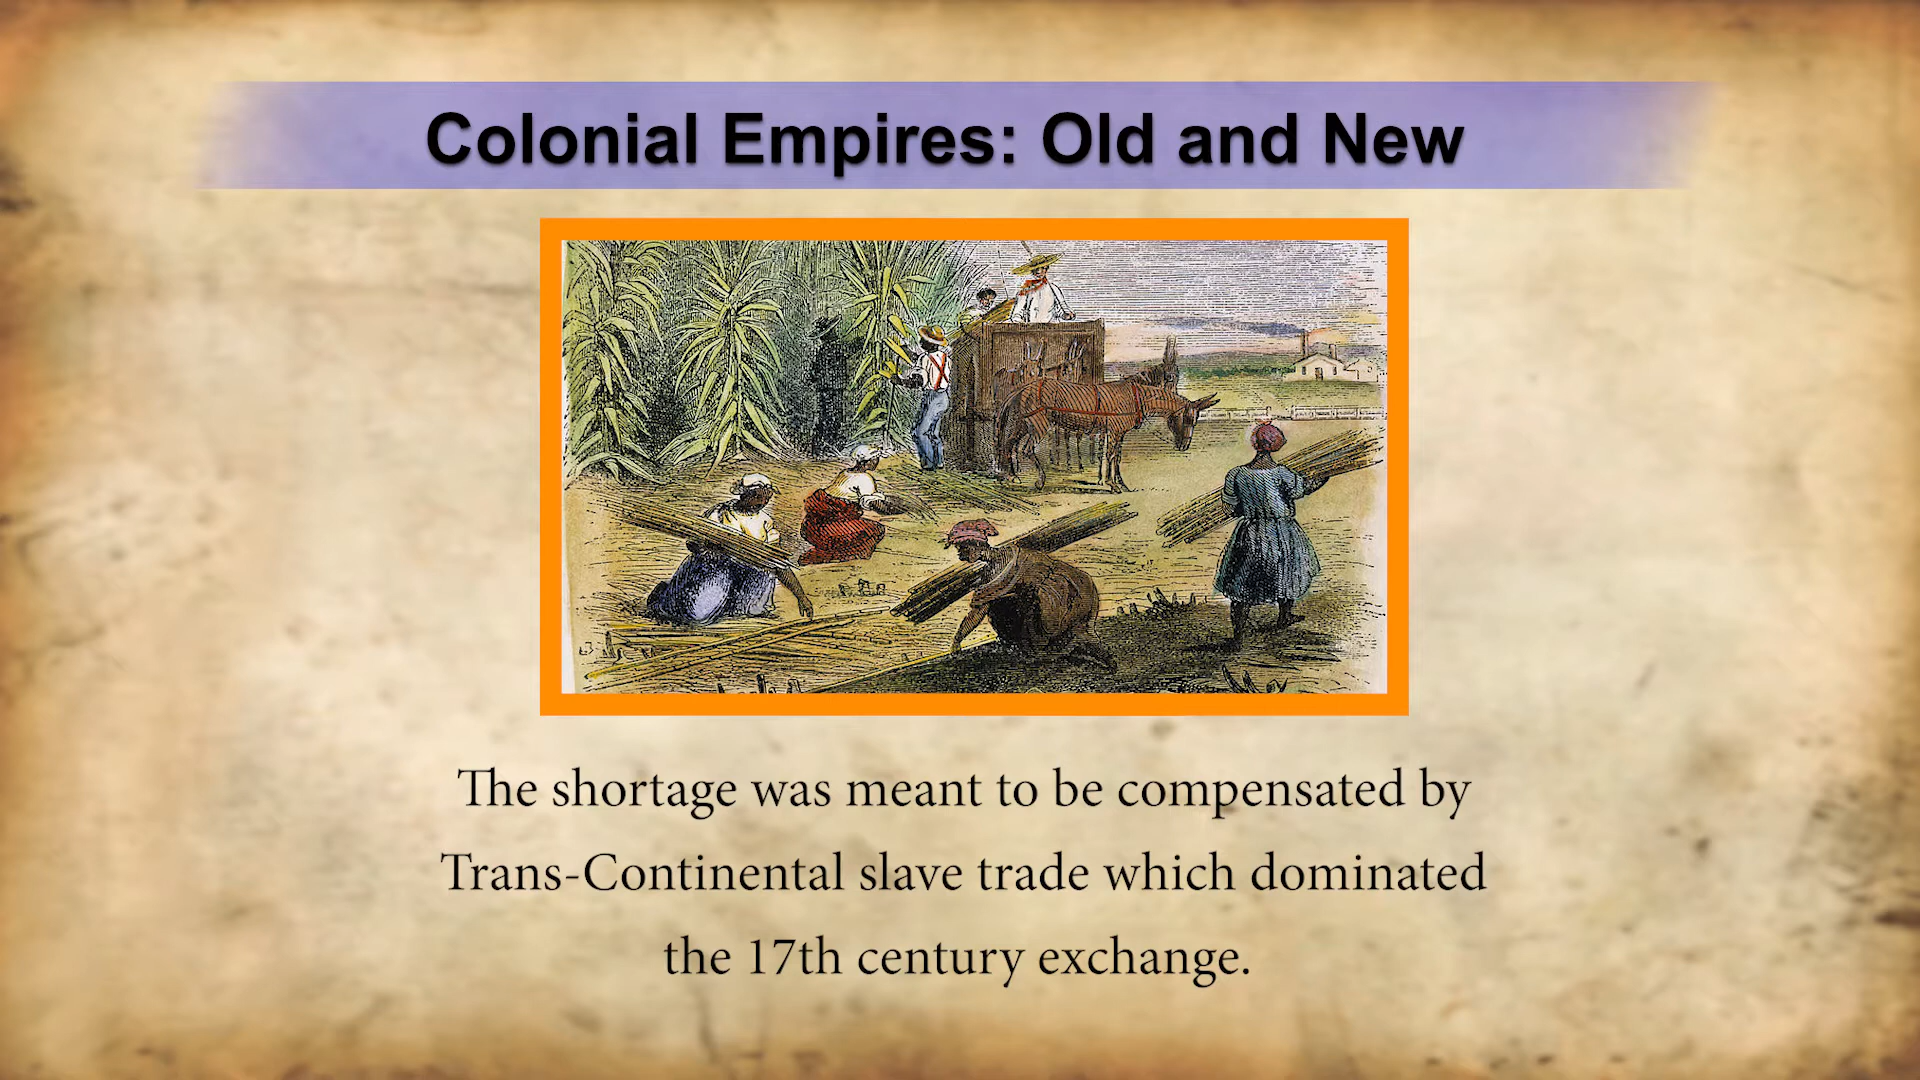 Colonial Empires: Old and New
The shortage was meant to be compensated by
Trans-Continental slave trade which dominated
the 17th century exchange.